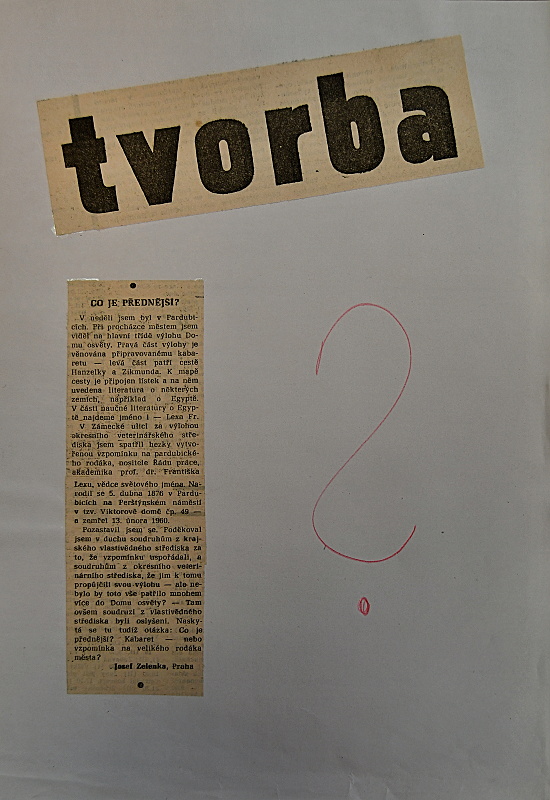 tvorba
CO JE PŘEDNĚJŠÍ?
V neděli jsem byl v Pardubi-
cích. Při procházce městem jsem
viděl na hlavní třídě výlohu Do-
mu osvěty. Pravá část výlohy je
věnována připravovanému kaba-
retu — levá část patří cestě
Hanzelky a Zikmunda. K mapě
cesty je připojen lístek a na něm
uvedena literatura o některých
zemích, například o Egyptě.
V části naučné literatury o Egyp-
tě najdeme jméno i — Lexa Fr.
V Zámecké ulici za výlohou
okresního veterinářského stře-
diska jsem spatřil hezky vytvo-
řenou vzpomínku na pardubické-
ho rodáka, nositele Řádu práce,
akademika prof. dr. Františka
Lexu, vědce světového jména. Na-
rodil se 5. dubna 1876 v Pardu-
bicích na Perštýnském náměstí
v tzv. Viktorově domě čp. 49 —
a zemřel 13. února 1960.
Pozastavil jsem se. Poděkoval
jsem v duchu soudruhům z kraj-
ského vlastivědného střediska za
to, že vzpomínku uspořádali, a
soudruhům z okresního veteri-
nárního střediska, že jim k tomu
propůjčili svou výlohu — ale ne-
bylo by toto vše patřilo mnohem
více do Domu osvěty? — Tam
ovšem soudruzi z vlastivědného
střediska byli oslyšeni. Nasky-
tá se tu tudíž otázka: Co je
přednější? Kabaret — nebo
vzpomínka na velikého rodáka
města?
Josef Zelenka, Praha
?